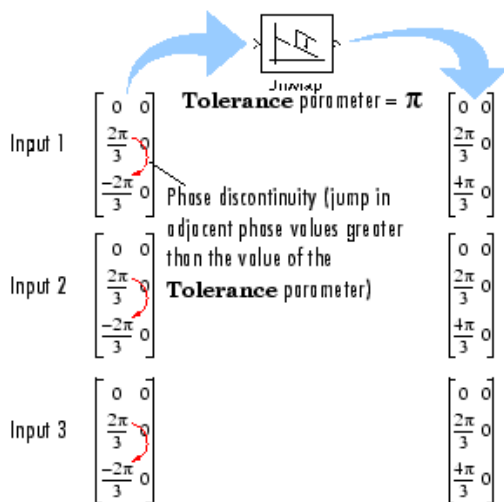 Unwrap
Tolerance parameter = π
Input 1
0 0
2π/3 0
-2π/3 0
0 0
2π/3 0
4π/3 0
Phase discontinuity (jump in
adjacent phase values greater
than the value of the
Tolerance parameter)
Input 2
0 0
2π/3 0
-2π/3 0
0 0
2π/3 0
4π/3 0
Input 3
0 0
2π/3 0
-2π/3 0
0 0
2π/3 0
4π/3 0